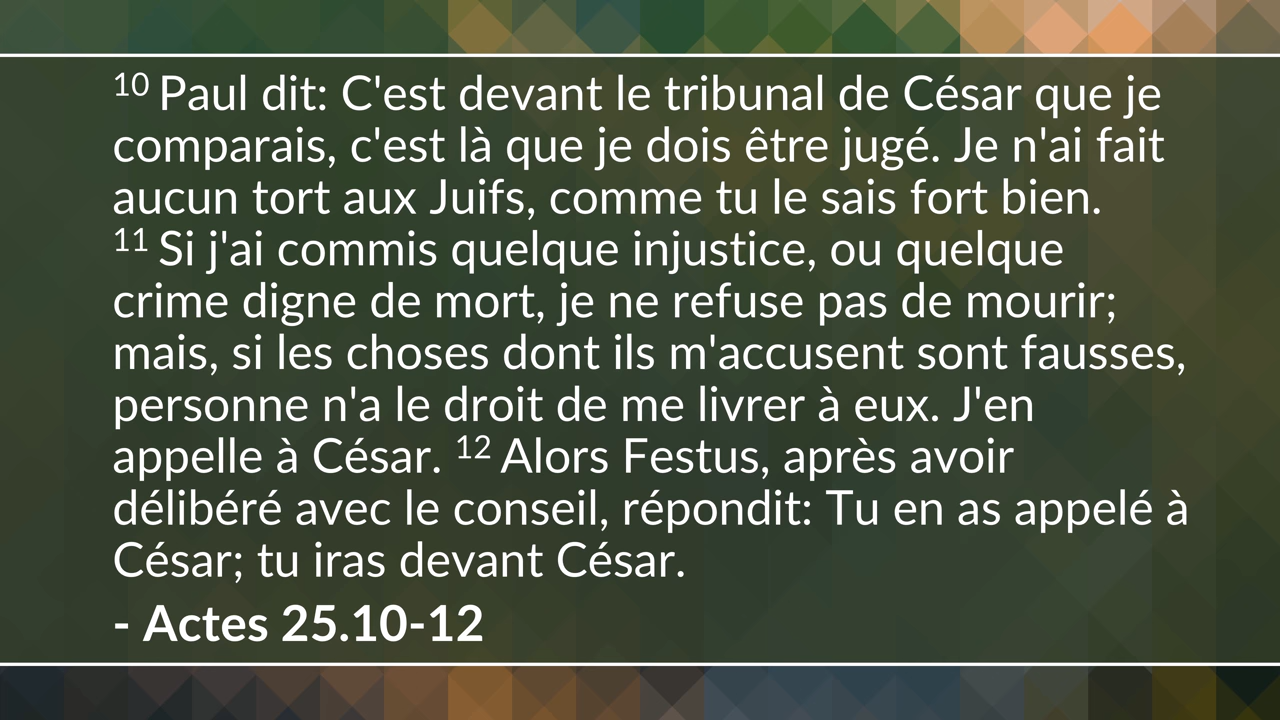 10 Paul dit: C'est devant le tribunal de César que je
comparais, c'est là que je dois être jugé. Je n'ai fait
aucun tort aux Juifs, comme tu le sais fort bien.
11 Si j'ai commis quelque injustice, ou quelque
crime digne de mort, je ne refuse pas de mourir;
mais, si les choses dont ils m'accusent sont fausses,
personne n'a le droit de me livrer à eux. J'en
appelle à César. 12 Alors Festus, après avoir
délibéré avec le conseil, répondit: Tu en as appelé à
César; tu iras devant César.
- Actes 25.10-12